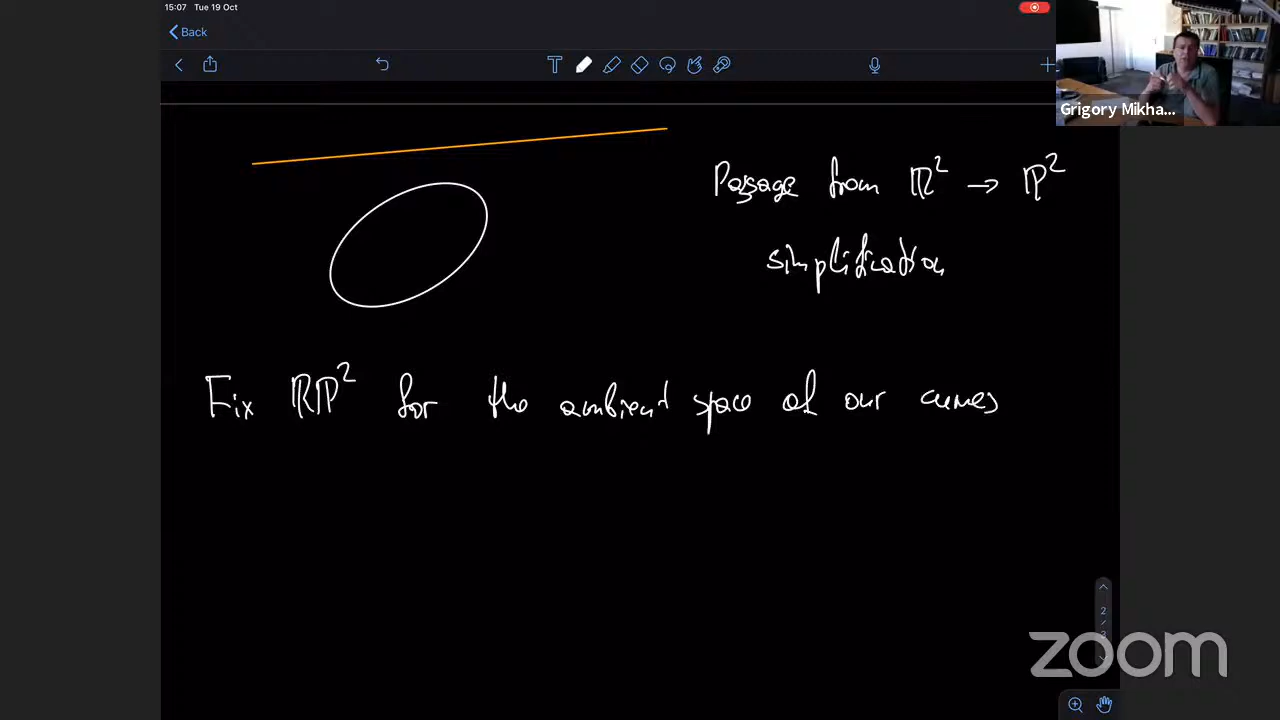 15:07 Tue 19 Oct
Back
Grigory Mikha...
Passage from ℝ² → ℙ²
simplification
Fix ℝℙ² for the ambient space of our curves
2
zoom